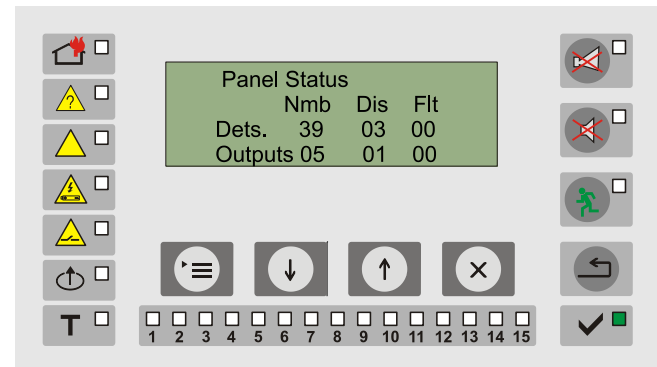 Panel Status
Nmb Dis Flt
Dets. 39 03 00
Outputs 05 01 00
?
T
1 2 3 4 5 6 7 8 9 10 11 12 13 14 15